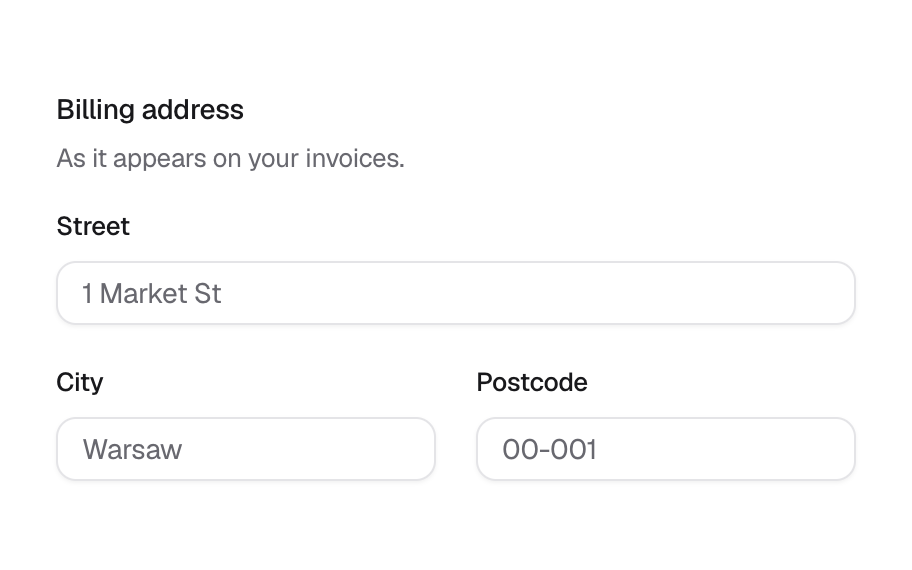 Billing address
As it appears on your invoices.
Street
1 Market St
City
Postcode
Warsaw
00-001